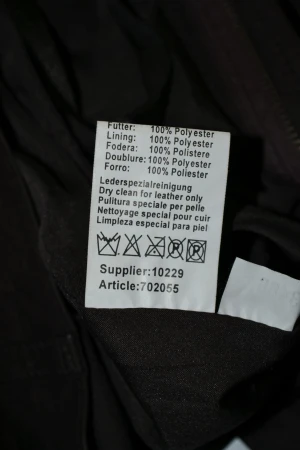 Futter: 100% Polyester
Lining: 100% Polyester
Fodera: 100% Polistere
Doublure: 100% Polyester
Forro: 100% Poliester
Lederspezialreinigung
Dry clean for leather only
Pulitura speciale per pelle
Nettoyage special pour cuir
Limpieza especial para piel
P P
Supplier:10229
Article:702055